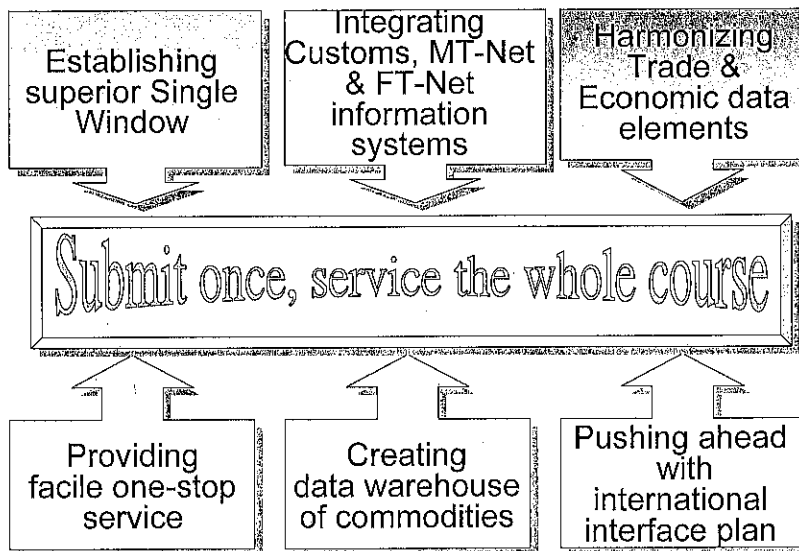 Establishing
superior Single
Window
Integrating
Customs, MT-Net
& FT-Net
information
systems
Harmonizing
Trade &
Economic data
elements
Submit once, service the whole course
Providing
facile one-stop
service
Creating
data warehouse
of commodities
Pushing ahead
with
international
interface plan